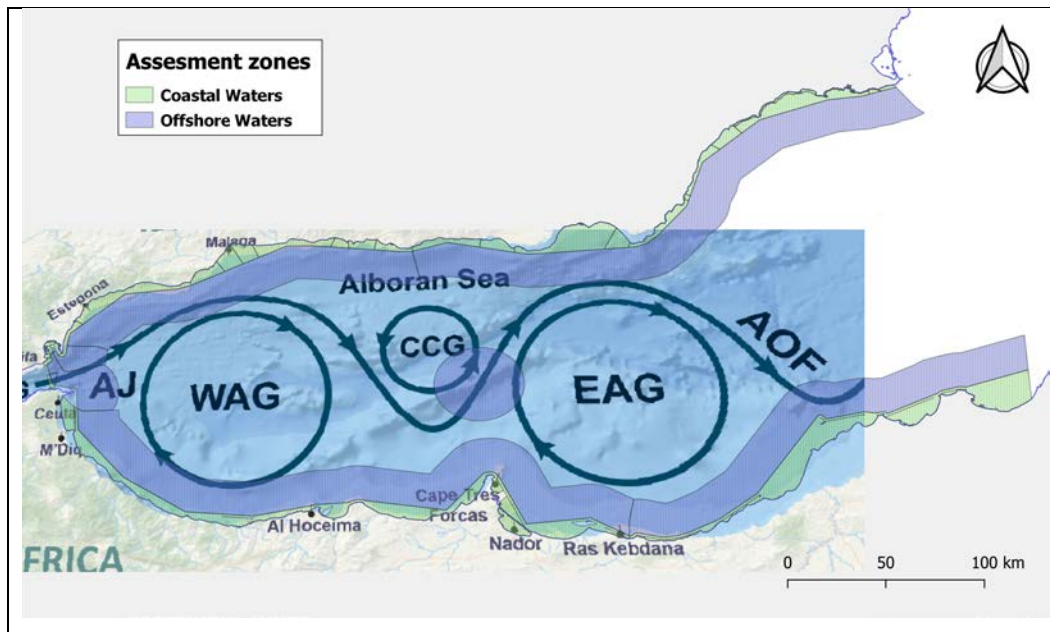 Assesment zones
Coastal Waters
Offshore Waters
Malaga
Alboran Sea
Estepona
CCG
AOF
AJ
WAG
EAG
Ceuta
M'Diq
Cape Tres
Forcas
Al Hoceima
Nador
Ras Kebdana
FRICA
0 50 100 km